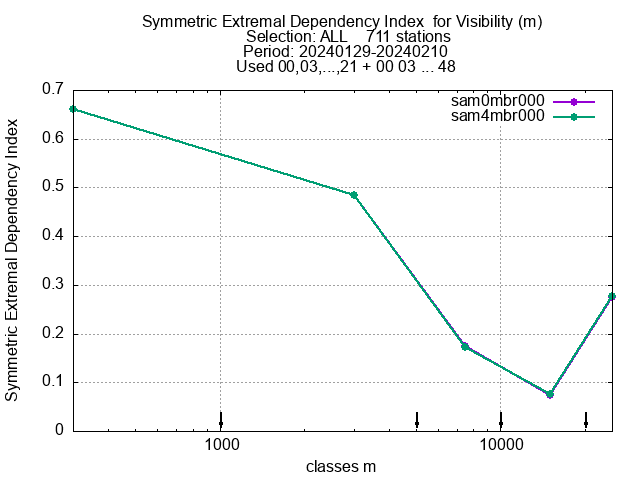 Symmetric Extremal Dependency Index  for Visibility (m)
Selection: ALL    711 stations
Period: 20240129-20240210
Used 00,03,...,21 + 00 03 ... 48
sam0mbr000
sam4mbr000
Symmetric Extremal Dependency Index
0.7
0.6
0.5
0.4
0.3
0.2
0.1
0
1000 10000
classes m